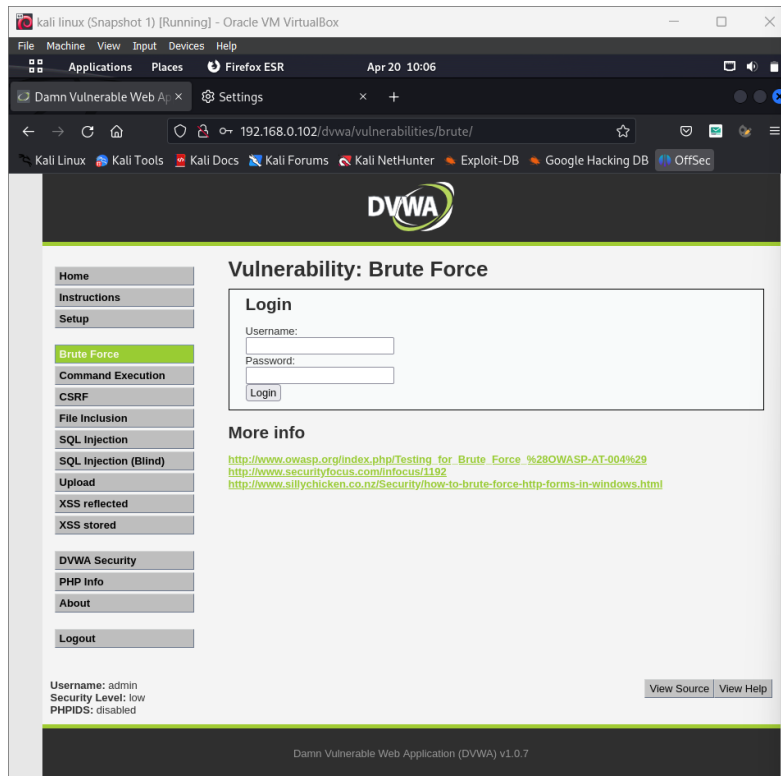 kali linux (Snapshot 1) [Running] - Oracle VM VirtualBox
File Machine View Input Devices Help
Applications Places Firefox ESR Apr 20 10:06
Damn Vulnerable Web Ap × Settings × +
192.168.0.102/dvwa/vulnerabilities/brute/
Kali Linux Kali Tools Kali Docs Kali Forums Kali NetHunter Exploit-DB Google Hacking DB OffSec
DVWA
Home
Instructions
Setup
Brute Force
Command Execution
CSRF
File Inclusion
SQL Injection
SQL Injection (Blind)
Upload
XSS reflected
XSS stored
DVWA Security
PHP Info
About
Logout
Vulnerability: Brute Force
Login
Username:
Password:
Login
More info
http://www.owasp.org/index.php/Testing_for_Brute_Force_%28OWASP-AT-004%29
http://www.securityfocus.com/infocus/1192
http://www.sillychicken.co.nz/Security/how-to-brute-force-http-forms-in-windows.html
Username: admin
Security Level: low
PHPIDS: disabled
View Source View Help
Damn Vulnerable Web Application (DVWA) v1.0.7